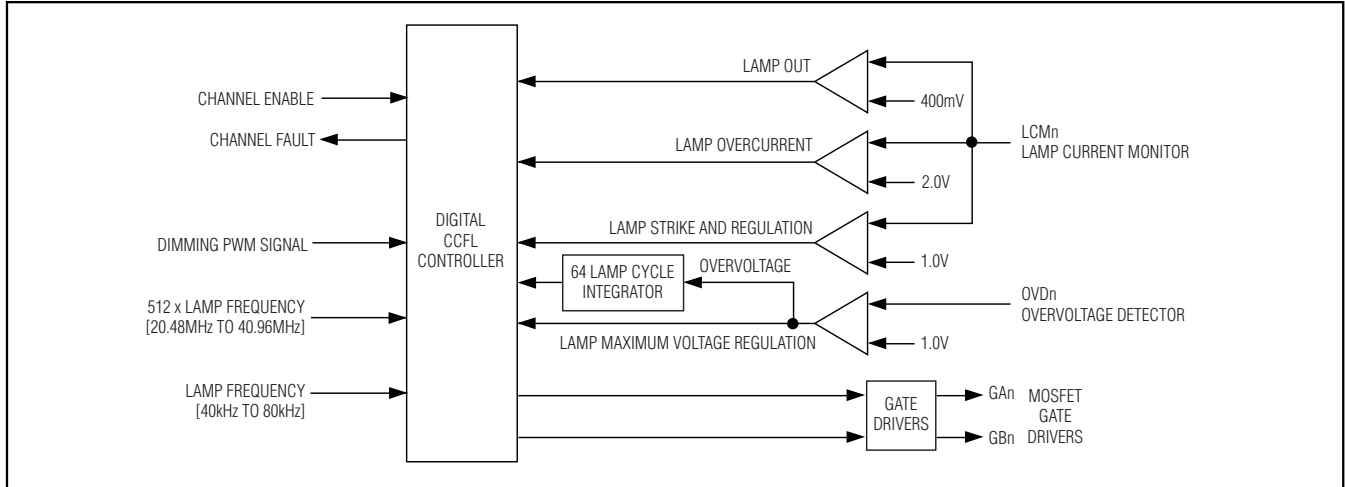 CHANNEL ENABLE
CHANNEL FAULT
DIMMING PWM SIGNAL
512 x LAMP FREQUENCY
[20.48MHz TO 40.96MHz]
LAMP FREQUENCY
[40kHz TO 80kHz]
DIGITAL
CCFL
CONTROLLER
LAMP OUT
400mV
LAMP OVERCURRENT
2.0V
LCMn
LAMP CURRENT MONITOR
LAMP STRIKE AND REGULATION
1.0V
64 LAMP CYCLE
INTEGRATOR
OVERVOLTAGE
LAMP MAXIMUM VOLTAGE REGULATION
1.0V
OVDn
OVERVOLTAGE DETECTOR
GATE
DRIVERS
GAn
GBn
MOSFET
GATE
DRIVERS